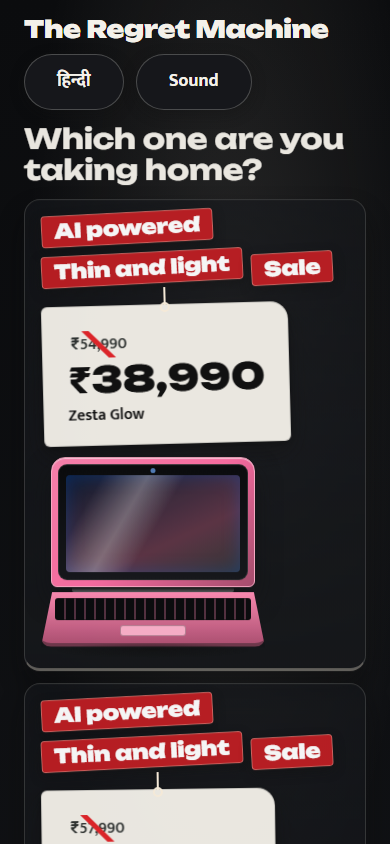 The Regret Machine
हिन्दी
Sound
Which one are you
taking home?
AI powered
Thin and light
Sale
₹54,990
₹38,990
Zesta Glow
AI powered
Thin and light
Sale
₹57,990